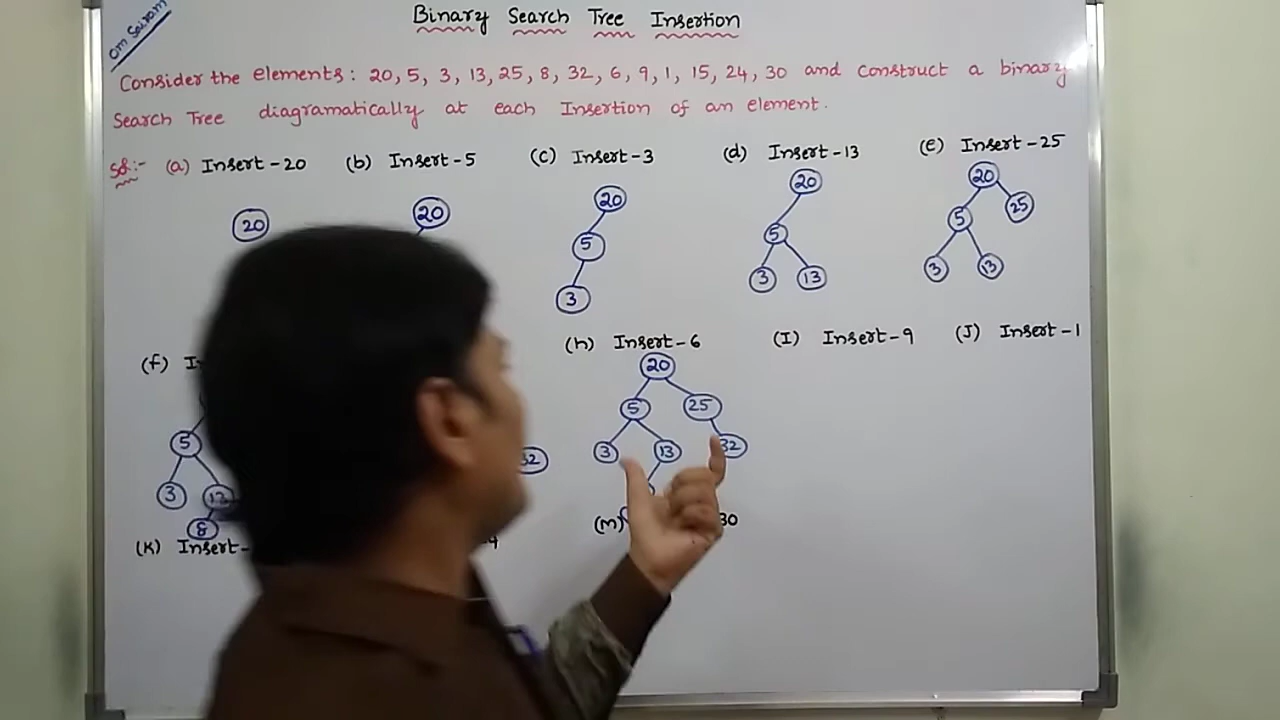 Om Sairam
Binary Search Tree Insertion
Consider the elements: 20, 5, 3, 13, 25, 8, 32, 6, 9, 1, 15, 24, 30 and construct a binary
Search Tree diagramatically at each Insertion of an element.
Sol:- (a) Insert-20 (b) Insert-5 (c) Insert-3 (d) Insert-13 (e) Insert-25
20 20 20 20 20
5 5 5 25
3 3 13 3 13
(f) (h) Insert-6 (I) Insert-9 (J) Insert-1
20
5 5 25
3 13 32 3 13 32
8
(K) Insert- (m) 30